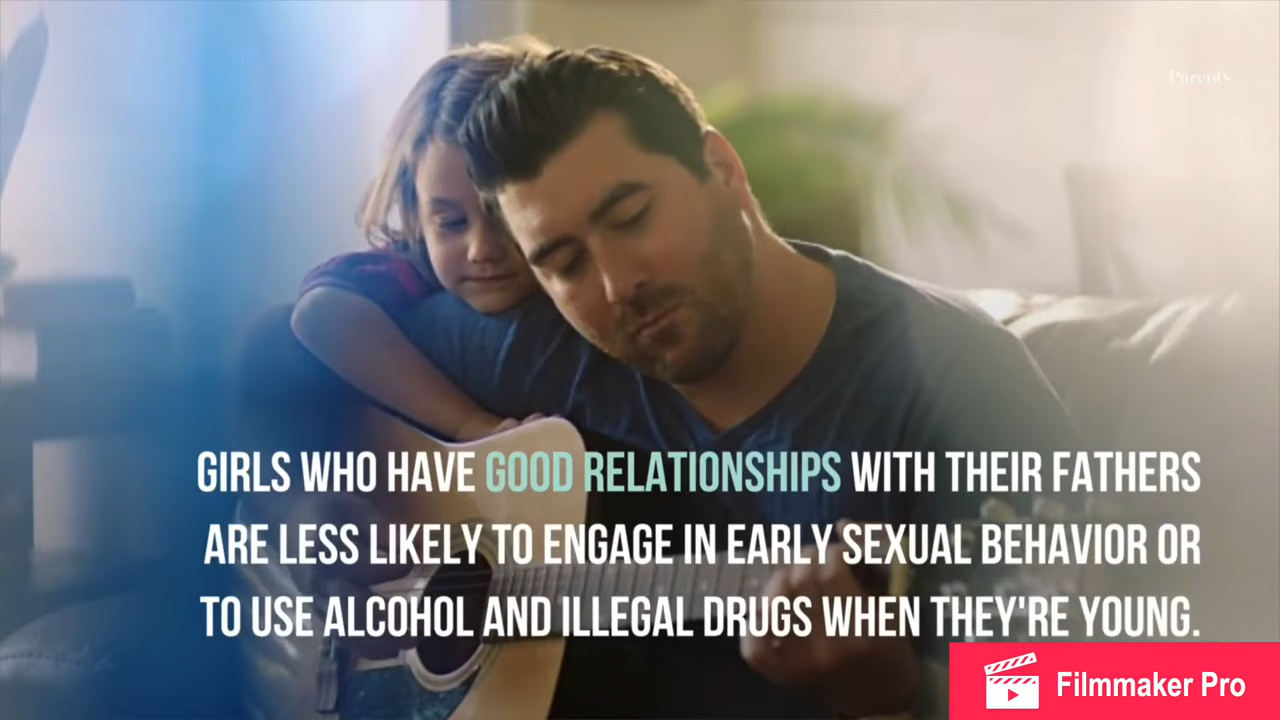 Parents
GIRLS WHO HAVE GOOD RELATIONSHIPS WITH THEIR FATHERS
ARE LESS LIKELY TO ENGAGE IN EARLY SEXUAL BEHAVIOR OR
TO USE ALCOHOL AND ILLEGAL DRUGS WHEN THEY'RE YOUNG.
Filmmaker Pro